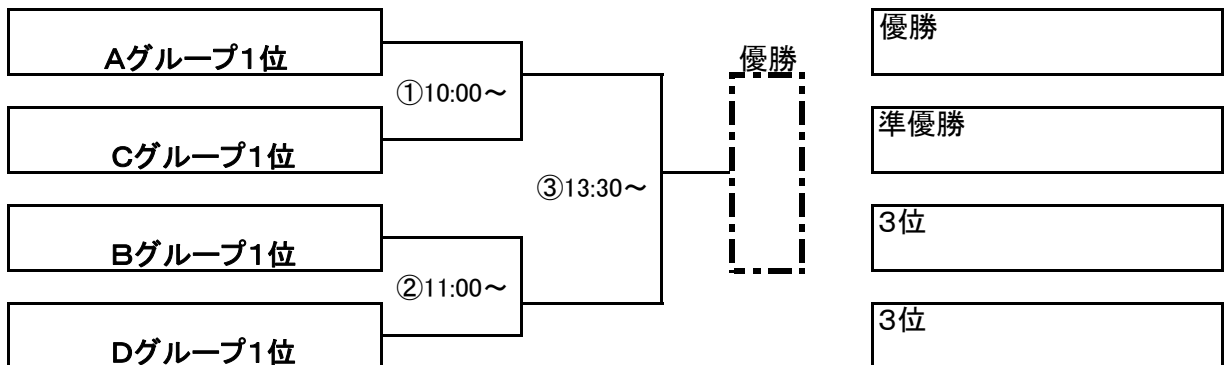 Aグループ1位
①10:00～
Cグループ1位
③13:30～
Bグループ1位
②11:00～
Dグループ1位
優勝
優勝
準優勝
3位
3位